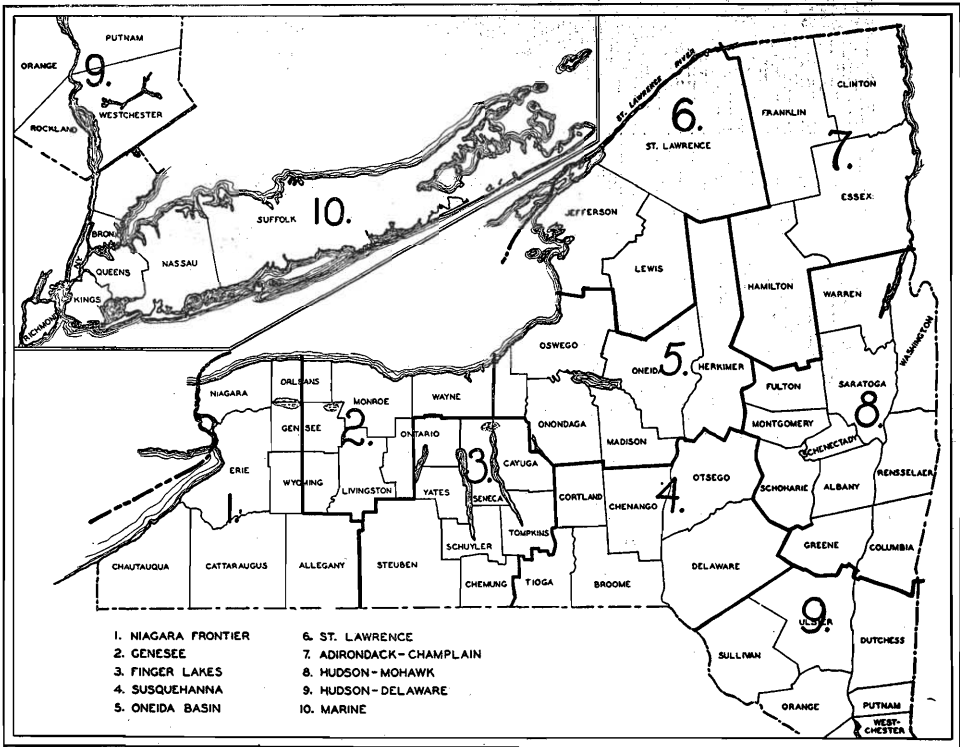 PUTNAM
ORANGE
9.
WESTCHESTER
ROCKLAND
SUFFOLK
10.
BRONX
NASSAU
QUEENS
N.Y.
KINGS
RICHMOND
ST. LAWRENCE RIVER
6.
ST. LAWRENCE
FRANKLIN
CLINTON
7.
ESSEX
JEFFERSON
LEWIS
HAMILTON
WARREN
WASHINGTON
OSWEGO
ONEIDA
5.
HERKIMER
FULTON
SARATOGA
8.
MONTGOMERY
SCHENECTADY
NIAGARA
ORLEANS
MONROE
WAYNE
GENESEE
2.
ONTARIO
ONONDAGA
MADISON
CAYUGA
3.
ERIE
WYOMING
LIVINGSTON
YATES
SENECA
CORTLAND
CHENANGO
4.
OTSEGO
SCHOHARIE
ALBANY
RENSSELAER
1.
TOMPKINS
SCHUYLER
GREENE
COLUMBIA
CHAUTAUQUA
CATTARAUGUS
ALLEGANY
STEUBEN
CHEMUNG
TIOGA
BROOME
DELAWARE
9.
ULSTER
SULLIVAN
DUTCHESS
ORANGE
PUTNAM
WEST-
CHESTER
1. NIAGARA FRONTIER
2. GENESEE
3. FINGER LAKES
4. SUSQUEHANNA
5. ONEIDA BASIN
6. ST. LAWRENCE
7. ADIRONDACK-CHAMPLAIN
8. HUDSON-MOHAWK
9. HUDSON-DELAWARE
10. MARINE